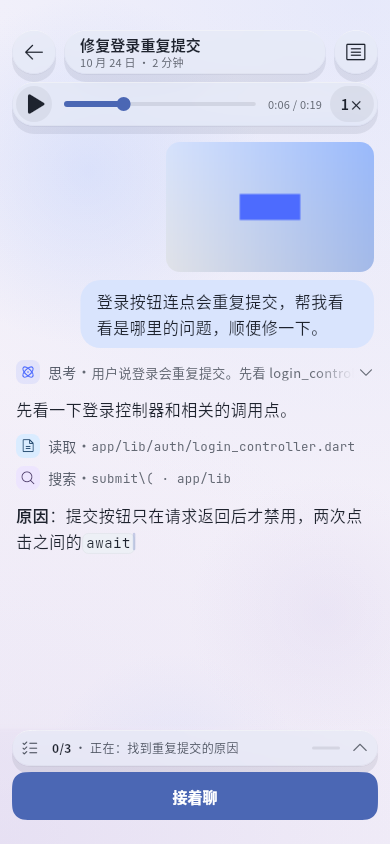 修复登录重复提交
10 月 24 日 · 2 分钟
0:06 / 0:19
1×
登录按钮连点会重复提交，帮我看
看是哪里的问题，顺便修一下。
思考 · 用户说登录会重复提交。先看 login_contro
先看一下登录控制器和相关的调用点。
读取 · app/lib/auth/login_controller.dart
搜索 · submit\( · app/lib
原因：提交按钮只在请求返回后才禁用，两次点
击之间的 await
0/3 · 正在：找到重复提交的原因
接着聊